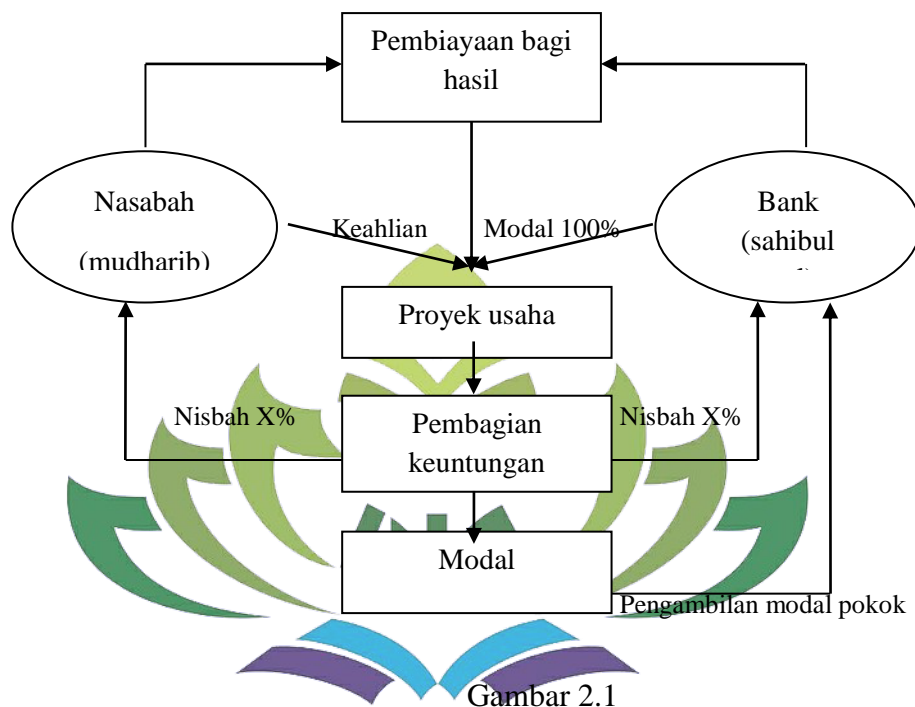 Pembiayaan bagi
hasil
Nasabah
(mudharib)
Keahlian
Modal 100%
Bank
(sahibul
Proyek usaha
Nisbah X%
Pembagian
keuntungan
Nisbah X%
Modal
Pengambilan modal pokok
Gambar 2.1